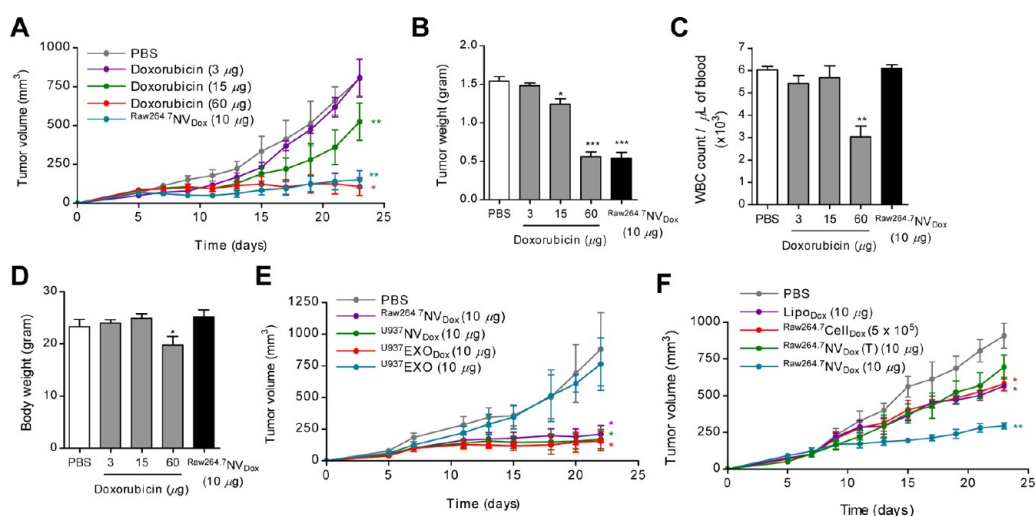 A
Tumor volume (mm³)
1000
750
500
250
0
0 5 10 15 20 25
Time (days)
PBS
Doxorubicin (3 µg)
Doxorubicin (15 µg)
Doxorubicin (60 µg)
Raw264.7NVDox (10 µg)
**
**
*
B
Tumor weight (gram)
2.0
1.5
1.0
0.5
0.0
*
***
***
PBS 3 15 60 Raw264.7NVDox
(10 µg)
Doxorubicin (µg)
C
WBC count / µL of blood
(x10³)
8
6
4
2
0
**
PBS 3 15 60 Raw264.7NVDox
(10 µg)
Doxorubicin (µg)
D
Body weight (gram)
30
20
10
0
*
PBS 3 15 60 Raw264.7NVDox
(10 µg)
Doxorubicin (µg)
E
Tumor volume (mm³)
1250
1000
750
500
250
0
0 5 10 15 20 25
Time (days)
PBS
Raw264.7NVDox (10 µg)
U937NVDox (10 µg)
U937EXODox (10 µg)
U937EXO (10 µg)
*
*
*
F
Tumor volume (mm³)
1000
750
500
250
0
0 5 10 15 20 25
Time (days)
PBS
LipoDox (10 µg)
Raw264.7CellDox (5 x 10⁵)
Raw264.7NVDox (T) (10 µg)
Raw264.7NVDox (10 µg)
*
*
**